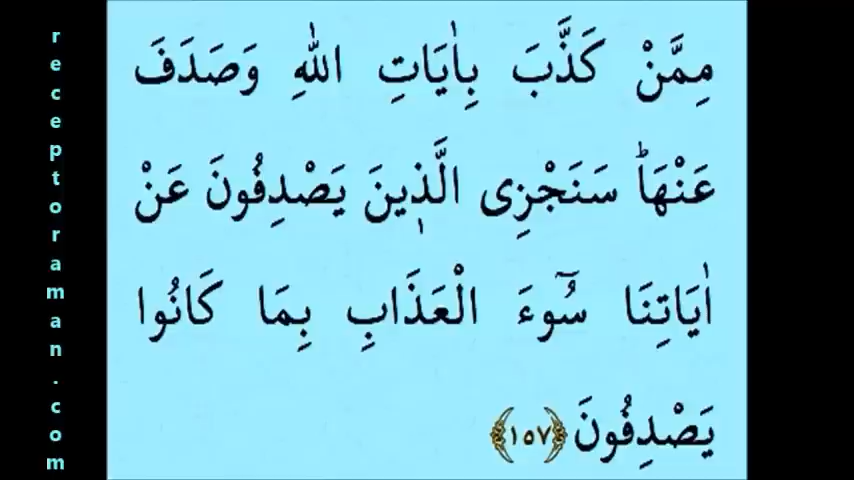 مِمَّنْ كَذَّبَ بِاٰيَاتِ اللّٰهِ وَصَدَفَ
عَنْهَاۜ سَنَجْزِى الَّذ۪ينَ يَصْدِفُونَ عَنْ
اٰيَاتِنَا سُٓوءَ الْعَذَابِ بِمَا كَانُوا
يَصْدِفُونَ ﴿١٥٧﴾
receptoraman.com